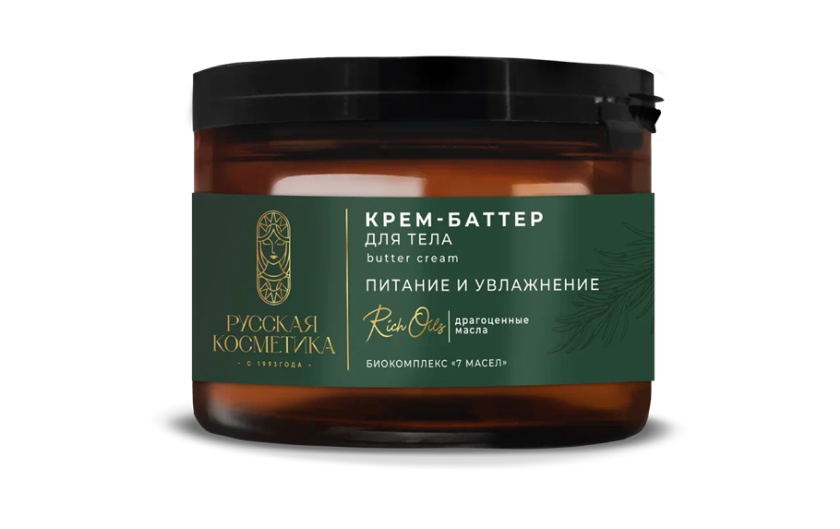 КРЕМ-БАТТЕР
ДЛЯ ТЕЛА
butter cream
ПИТАНИЕ И УВЛАЖНЕНИЕ
Rich Oils
драгоценные
масла
БИОКОМПЛЕКС «7 МАСЕЛ»
РУССКАЯ
КОСМЕТИКА
- С 1993 ГОДА -